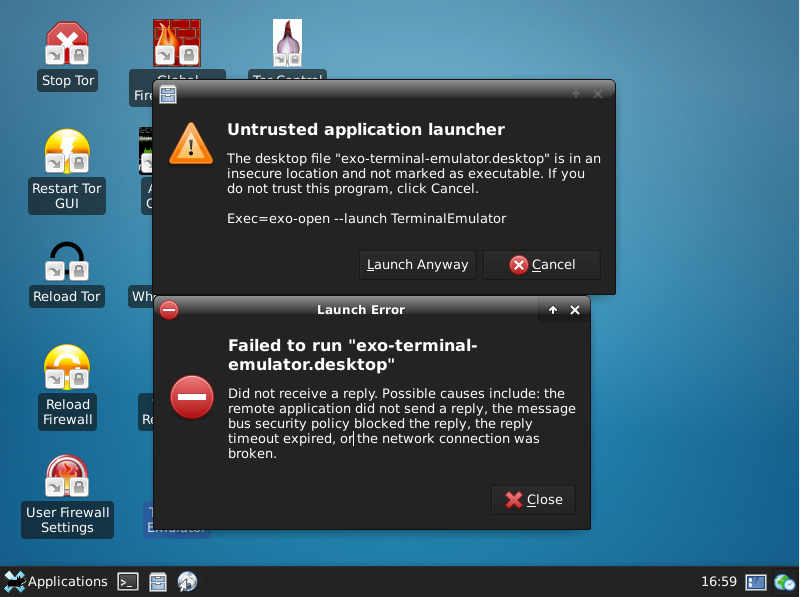 Stop Tor
Global
Fire
Tor Control
Untrusted application launcher
The desktop file "exo-terminal-emulator.desktop" is in an
insecure location and not marked as executable. If you
do not trust this program, click Cancel.
Exec=exo-open --launch TerminalEmulator
Launch Anyway
Cancel
Restart Tor
GUI
Reload Tor
Wh
Launch Error
Failed to run "exo-terminal-
emulator.desktop"
Did not receive a reply. Possible causes include: the
remote application did not send a reply, the message
bus security policy blocked the reply, the reply
timeout expired, or the network connection was
broken.
Close
Reload
Firewall
Re
User Firewall
Settings
Emulator
Applications
16:59